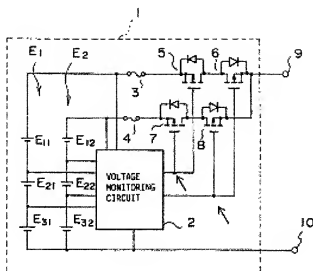 1
E1 E2
5 6
9
3
E11 E12
4 7 8
VOLTAGE
MONITORING
CIRCUIT
E21 E22
E31 E32
2
10